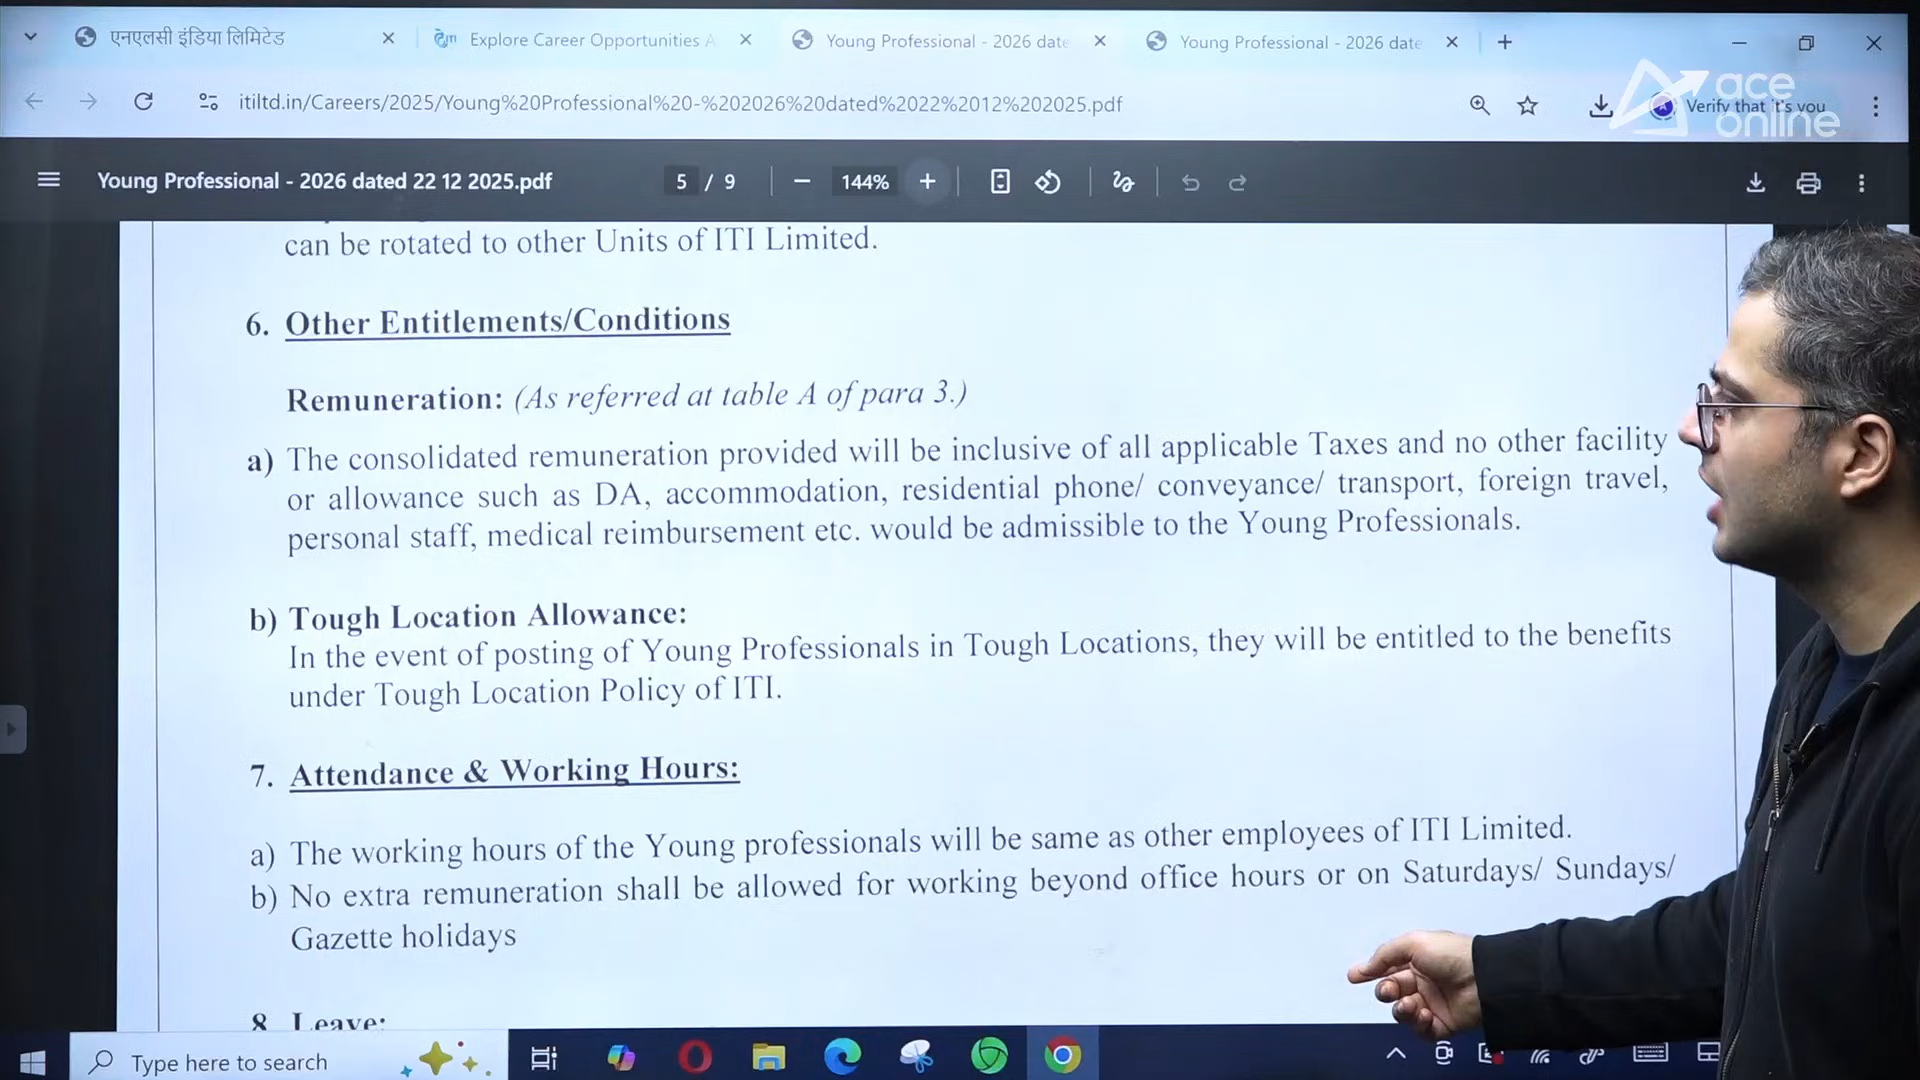 एनएलसी इंडिया लिमिटेड
Explore Career Opportunities A
Young Professional - 2026 date
Young Professional - 2026 date
itiltd.in/Careers/2025/Young%20Professional%20-%202026%20dated%2022%2012%202025.pdf
Verify that it's you
ace
online
Young Professional - 2026 dated 22 12 2025.pdf
5 / 9
144%
can be rotated to other Units of ITI Limited.
6. Other Entitlements/Conditions
Remuneration: (As referred at table A of para 3.)
a) The consolidated remuneration provided will be inclusive of all applicable Taxes and no other facility
or allowance such as DA, accommodation, residential phone/ conveyance/ transport, foreign travel,
personal staff, medical reimbursement etc. would be admissible to the Young Professionals.
b) Tough Location Allowance:
In the event of posting of Young Professionals in Tough Locations, they will be entitled to the benefits
under Tough Location Policy of ITI.
7. Attendance & Working Hours:
a) The working hours of the Young professionals will be same as other employees of ITI Limited.
b) No extra remuneration shall be allowed for working beyond office hours or on Saturdays/ Sundays/
Gazette holidays
8 Leave:
Type here to search